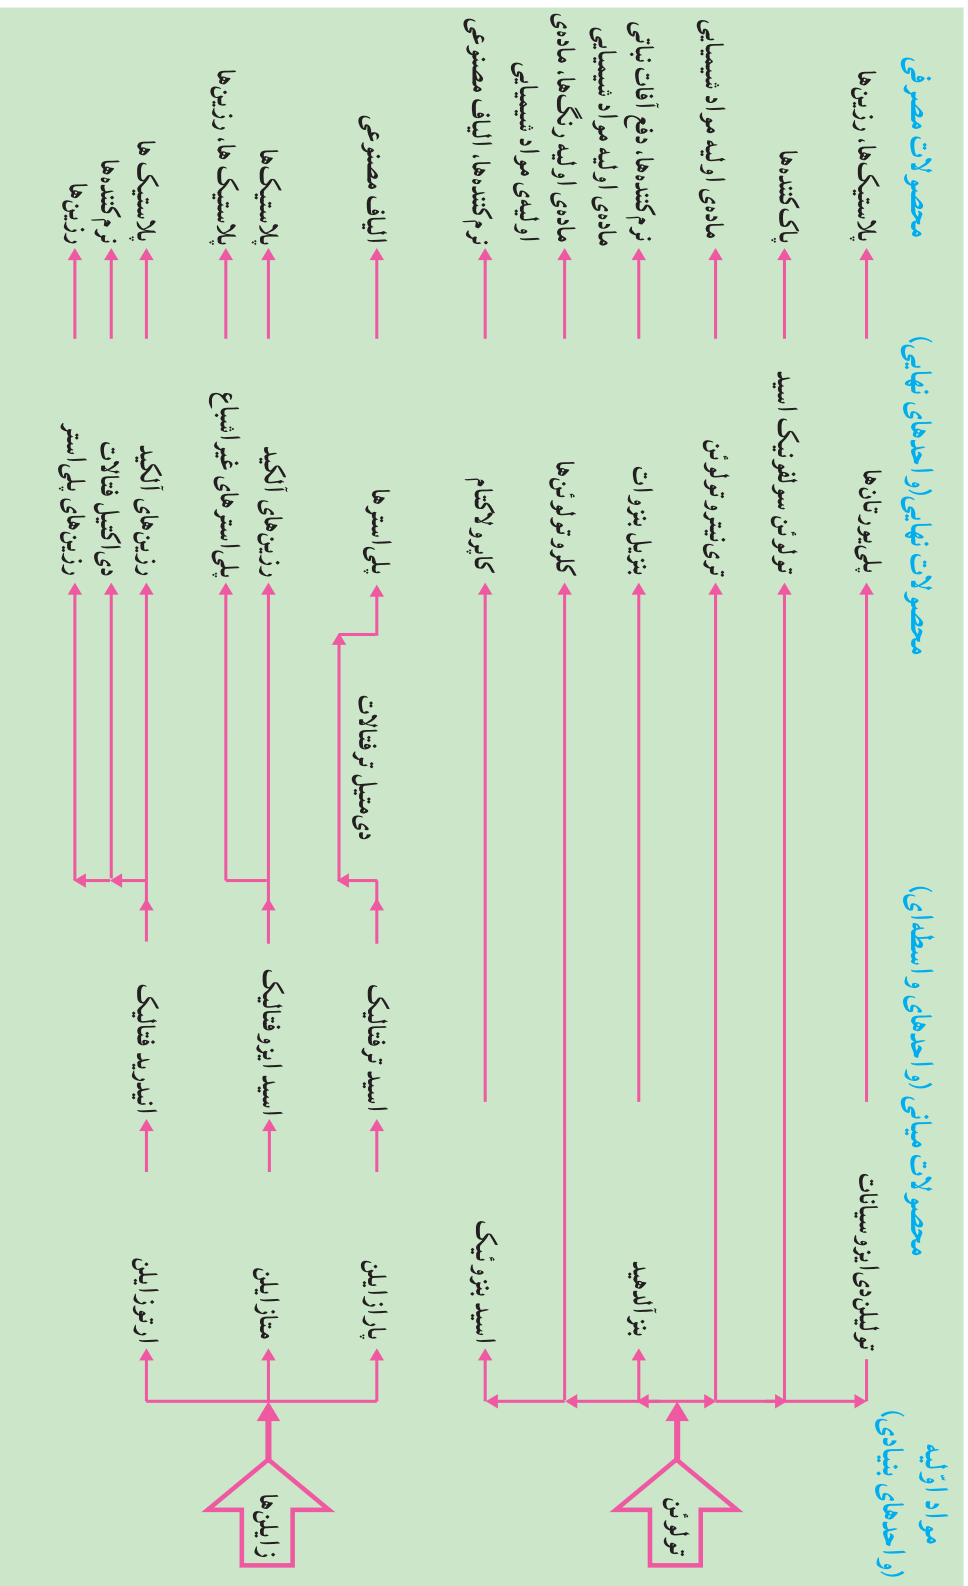 مواد اوّلیه
(واحدهای بنیادی)
محصولات میانی (واحدهای واسطه‌ای)
محصولات نهایی(واحدهای نهایی)
محصولات مصرفی
تولوئن
تولیلن‌دی‌ایزوسیانات
پلی‌یورتان‌ها
پلاستیک‌ها، رزین‌ها
تولوئن سولفونیک اسید
پاک‌کننده‌ها
تری‌نیتروتولوئن
ماده‌ی اولیه مواد شیمیایی
بنزآلدهید
بنزیل بنزوات
نرم‌کننده‌ها، دفع آفات نباتی
ماده‌ی اولیه مواد شیمیایی
کلروتولوئن‌ها
ماده‌ی اولیه رنگ‌ها، ماده‌ی
اولیه‌ی مواد شیمیایی
اسید بنزوئیک
کاپرولاکتام
نرم‌کننده‌ها، الیاف مصنوعی
زایلن‌ها
پارازایلن
اسید ترفتالیک
دی‌متیل ترفتالات
پلی‌استرها
الیاف مصنوعی
متازایلن
اسید ایزوفتالیک
رزین‌های آلکید
پلاستیک‌ها
پلی‌استرهای غیراشباع
پلاستیک ها، رزین‌ها
ارتوزایلن
انیدرید فتالیک
رزین‌های آلکید
پلاستیک ها
دی‌اکتیل فتالات
نرم‌کننده‌ها
رزین‌های پلی‌استر
رزین‌ها